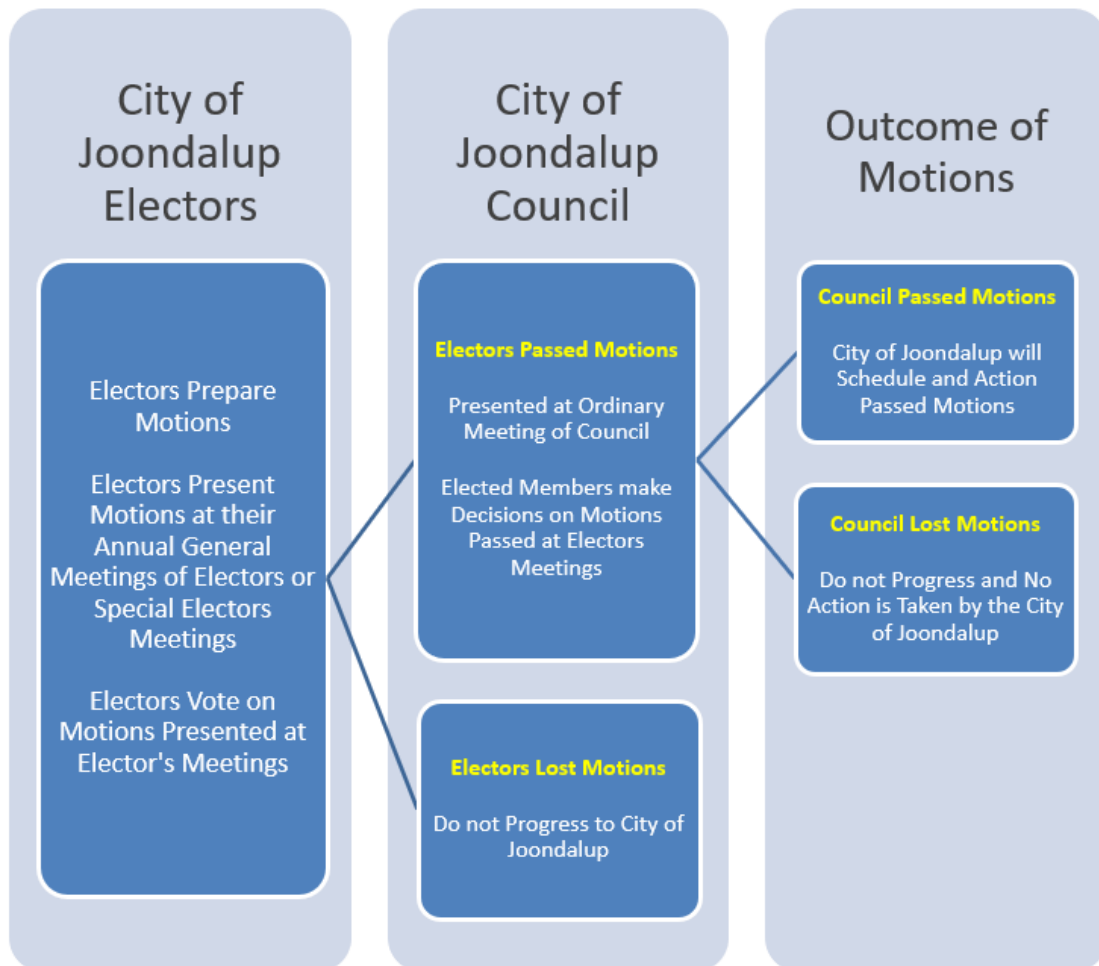 City of
Joondalup
Electors
Electors Prepare
Motions
Electors Present
Motions at their
Annual General
Meetings of Electors or
Special Electors
Meetings
Electors Vote on
Motions Presented at
Elector's Meetings
City of
Joondalup
Council
Electors Passed Motions
Presented at Ordinary
Meeting of Council
Elected Members make
Decisions on Motions
Passed at Electors
Meetings
Electors Lost Motions
Do not Progress to City of
Joondalup
Outcome of
Motions
Council Passed Motions
City of Joondalup will
Schedule and Action
Passed Motions
Council Lost Motions
Do not Progress and No
Action is Taken by the City
of Joondalup